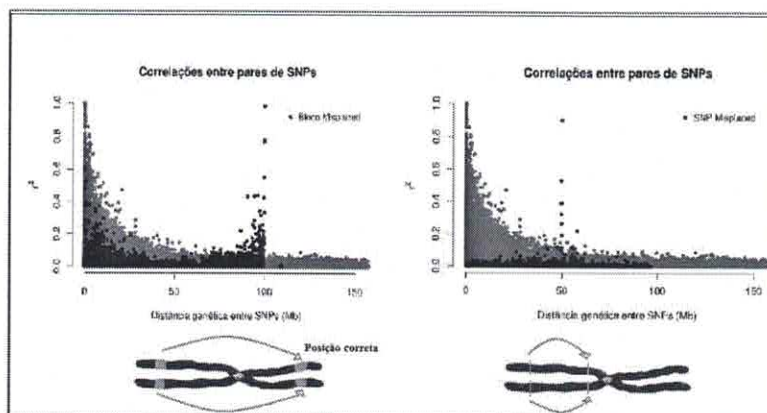 Correlações entre pares de SNPs
Bloco Misplaced
r²
1.0
0.8
0.6
0.4
0.2
0.0
0
50
100
150
Distância genética entre SNPs (Mb)
Posição correta
Correlações entre pares de SNPs
SNP Misplaced
r²
1.0
0.8
0.6
0.4
0.2
0.0
0
50
100
150
Distância genética entre SNPs (Mb)